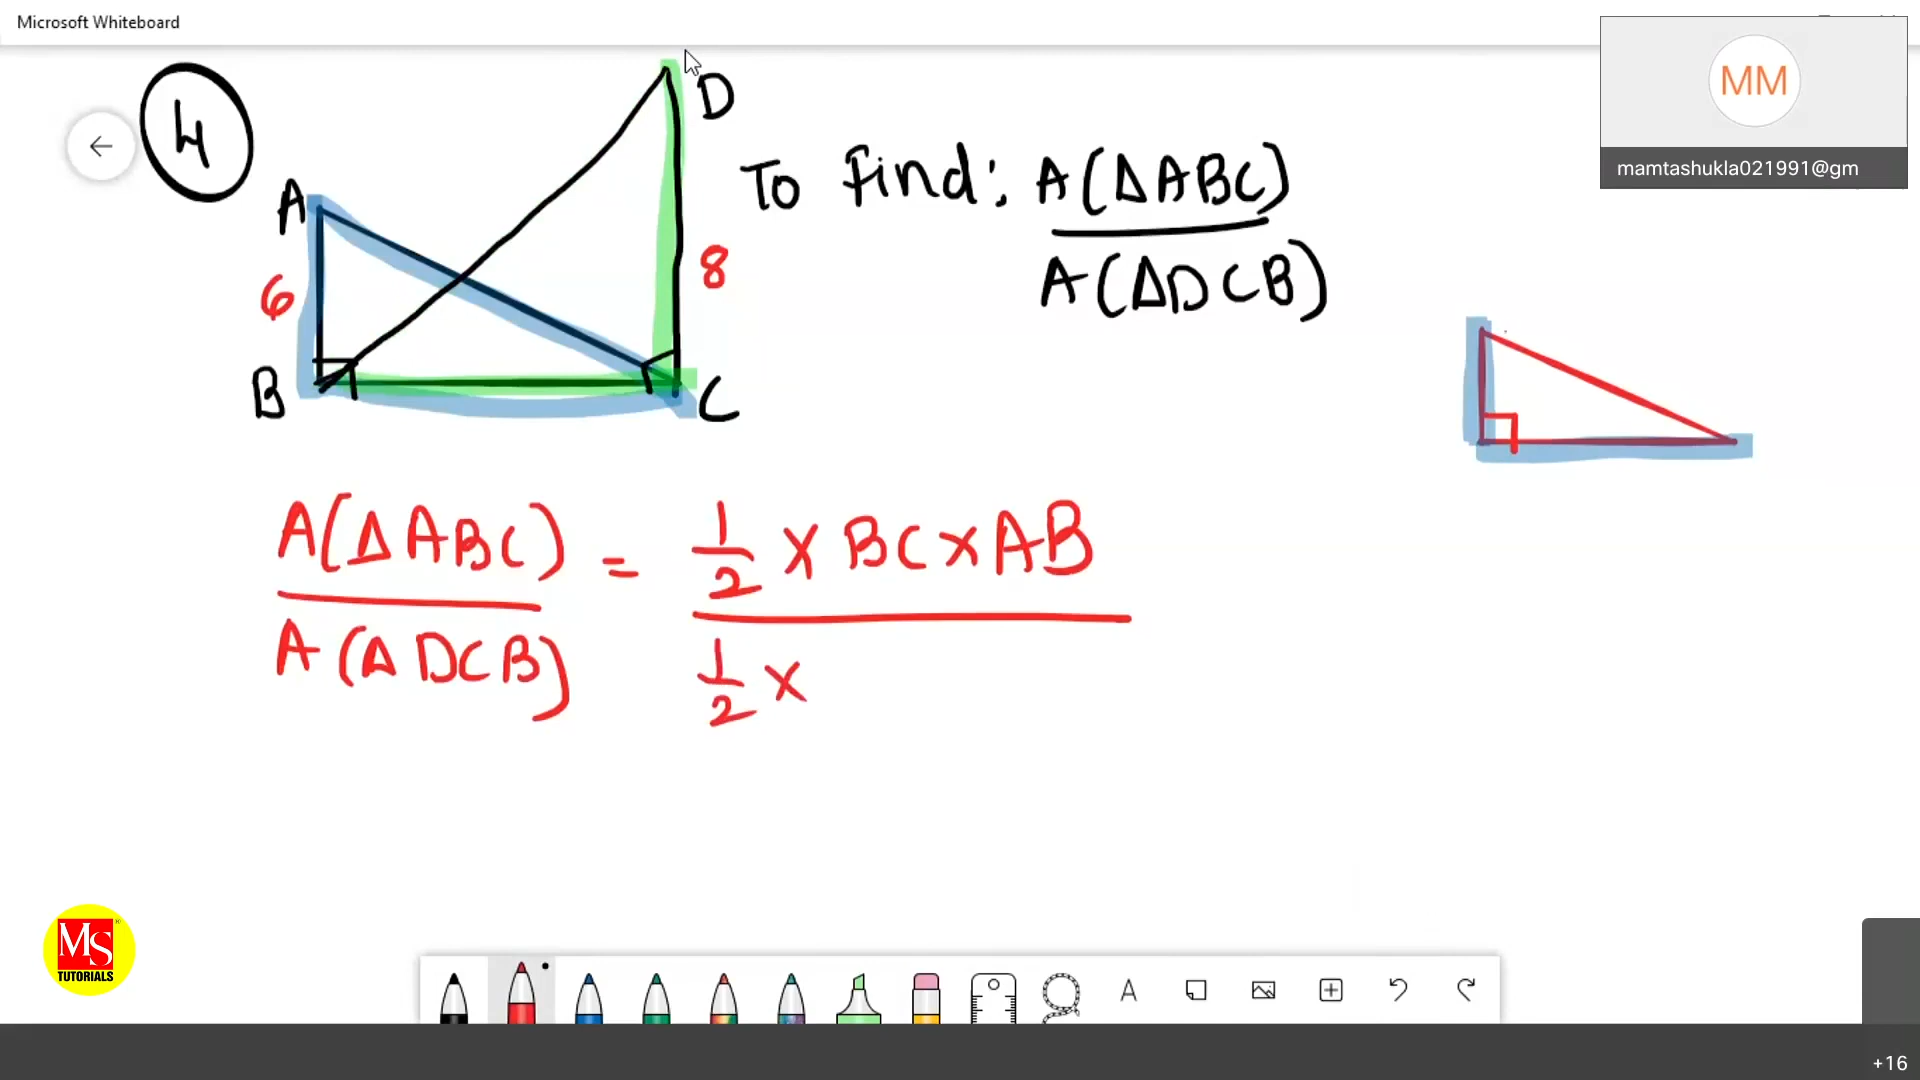 Microsoft Whiteboard
MM
mamtashukla021991@gm
4
D
A
6
8
B
C
To find: A(ΔABC)
A(ΔDCB)
A(ΔABC) = 1/2 × BC × AB
A(ΔDCB) 1/2 ×
MS
TUTORIALS
A
+16